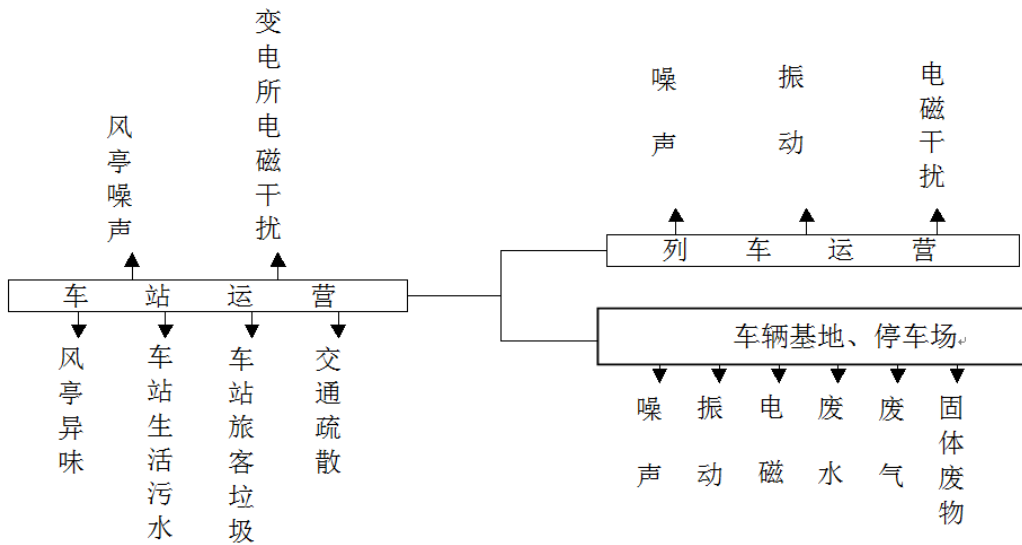 风亭噪声
变电所电磁干扰
车站运营
风亭异味
车站生活污水
车站旅客垃圾
交通疏散
噪声
振动
电磁干扰
列车运营
车辆基地、停车场
噪声
振动
电磁
废水
废气
固体废物